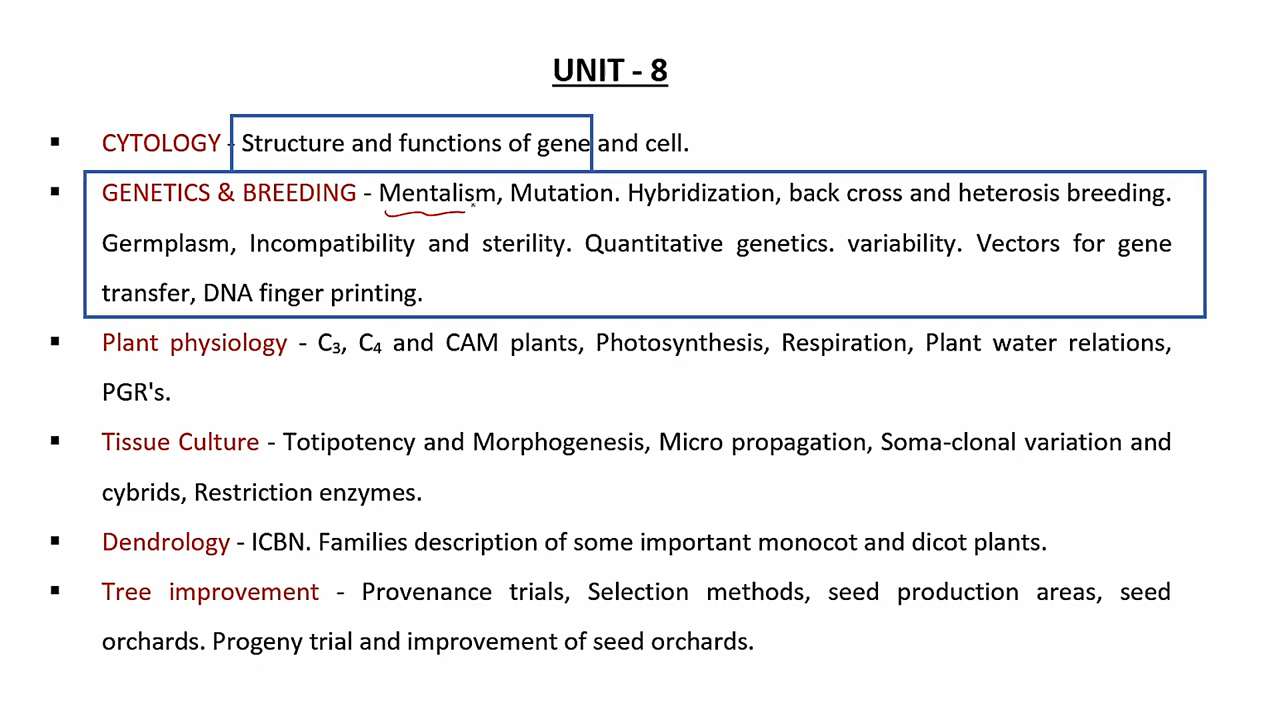 UNIT - 8
▪ CYTOLOGY - Structure and functions of gene and cell.
▪ GENETICS & BREEDING - Mentalism, Mutation. Hybridization, back cross and heterosis breeding.
Germplasm, Incompatibility and sterility. Quantitative genetics. variability. Vectors for gene
transfer, DNA finger printing.
▪ Plant physiology - C₃, C₄ and CAM plants, Photosynthesis, Respiration, Plant water relations,
PGR's.
▪ Tissue Culture - Totipotency and Morphogenesis, Micro propagation, Soma-clonal variation and
cybrids, Restriction enzymes.
▪ Dendrology - ICBN. Families description of some important monocot and dicot plants.
▪ Tree improvement - Provenance trials, Selection methods, seed production areas, seed
orchards. Progeny trial and improvement of seed orchards.